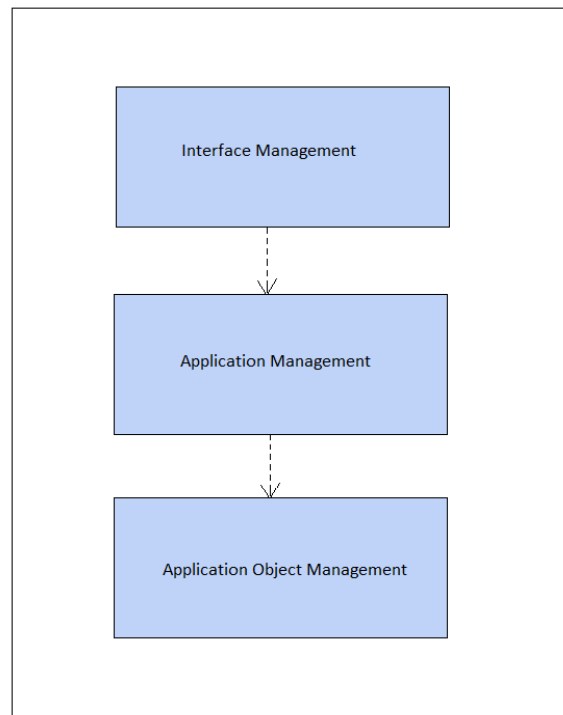 Interface Management
Application Management
Application Object Management